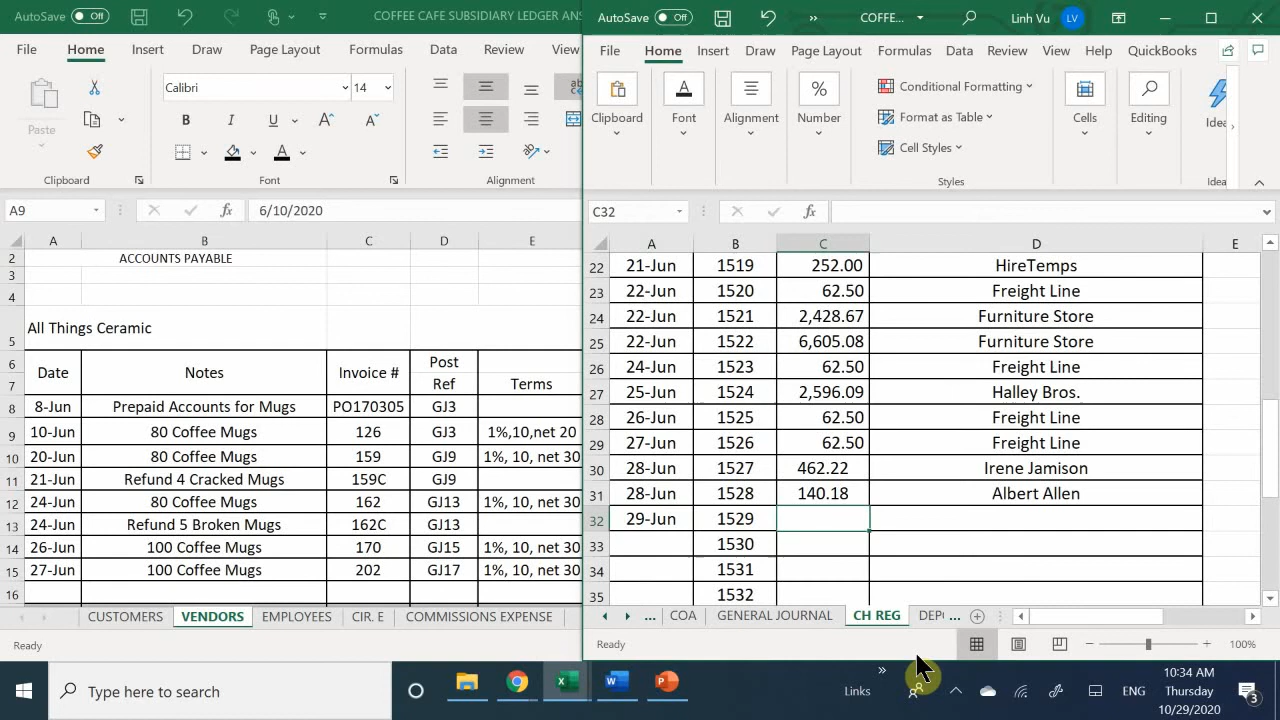 AutoSave Off COFFEE CAFE SUBSIDIARY LEDGER ANS
File Home Insert Draw Page Layout Formulas Data Review View
Calibri 14
Paste B I U A A ab
Clipboard Font Alignment
A9 fx 6/10/2020
A B C D E
2 ACCOUNTS PAYABLE
3
4
5 All Things Ceramic
6 Date Notes Invoice # Post
7 Ref Terms
8 8-Jun Prepaid Accounts for Mugs PO170305 GJ3
9 10-Jun 80 Coffee Mugs 126 GJ3 1%,10,net 20
10 20-Jun 80 Coffee Mugs 159 GJ9 1%, 10, net 30
11 21-Jun Refund 4 Cracked Mugs 159C GJ9
12 24-Jun 80 Coffee Mugs 162 GJ13 1%, 10, net 30
13 24-Jun Refund 5 Broken Mugs 162C GJ13
14 26-Jun 100 Coffee Mugs 170 GJ15 1%, 10, net 30
15 27-Jun 100 Coffee Mugs 202 GJ17 1%, 10, net 30
16
CUSTOMERS VENDORS EMPLOYEES CIR. E COMMISSIONS EXPENSE
Ready
AutoSave Off » COFFE... Linh Vu LV
File Home Insert Draw Page Layout Formulas Data Review View Help QuickBooks
Clipboard Font Alignment Number Conditional Formatting Cells Editing Idea
Format as Table
Cell Styles
Styles Idea
C32 fx
A B C D E
22 21-Jun 1519 252.00 HireTemps
23 22-Jun 1520 62.50 Freight Line
24 22-Jun 1521 2,428.67 Furniture Store
25 22-Jun 1522 6,605.08 Furniture Store
26 24-Jun 1523 62.50 Freight Line
27 25-Jun 1524 2,596.09 Halley Bros.
28 26-Jun 1525 62.50 Freight Line
29 27-Jun 1526 62.50 Freight Line
30 28-Jun 1527 462.22 Irene Jamison
31 28-Jun 1528 140.18 Albert Allen
32 29-Jun 1529
33 1530
34 1531
35 1532
... COA GENERAL JOURNAL CH REG DEP ...
Ready 100%
Type here to search
Links » ENG 10:34 AM
Thursday
10/29/2020
3